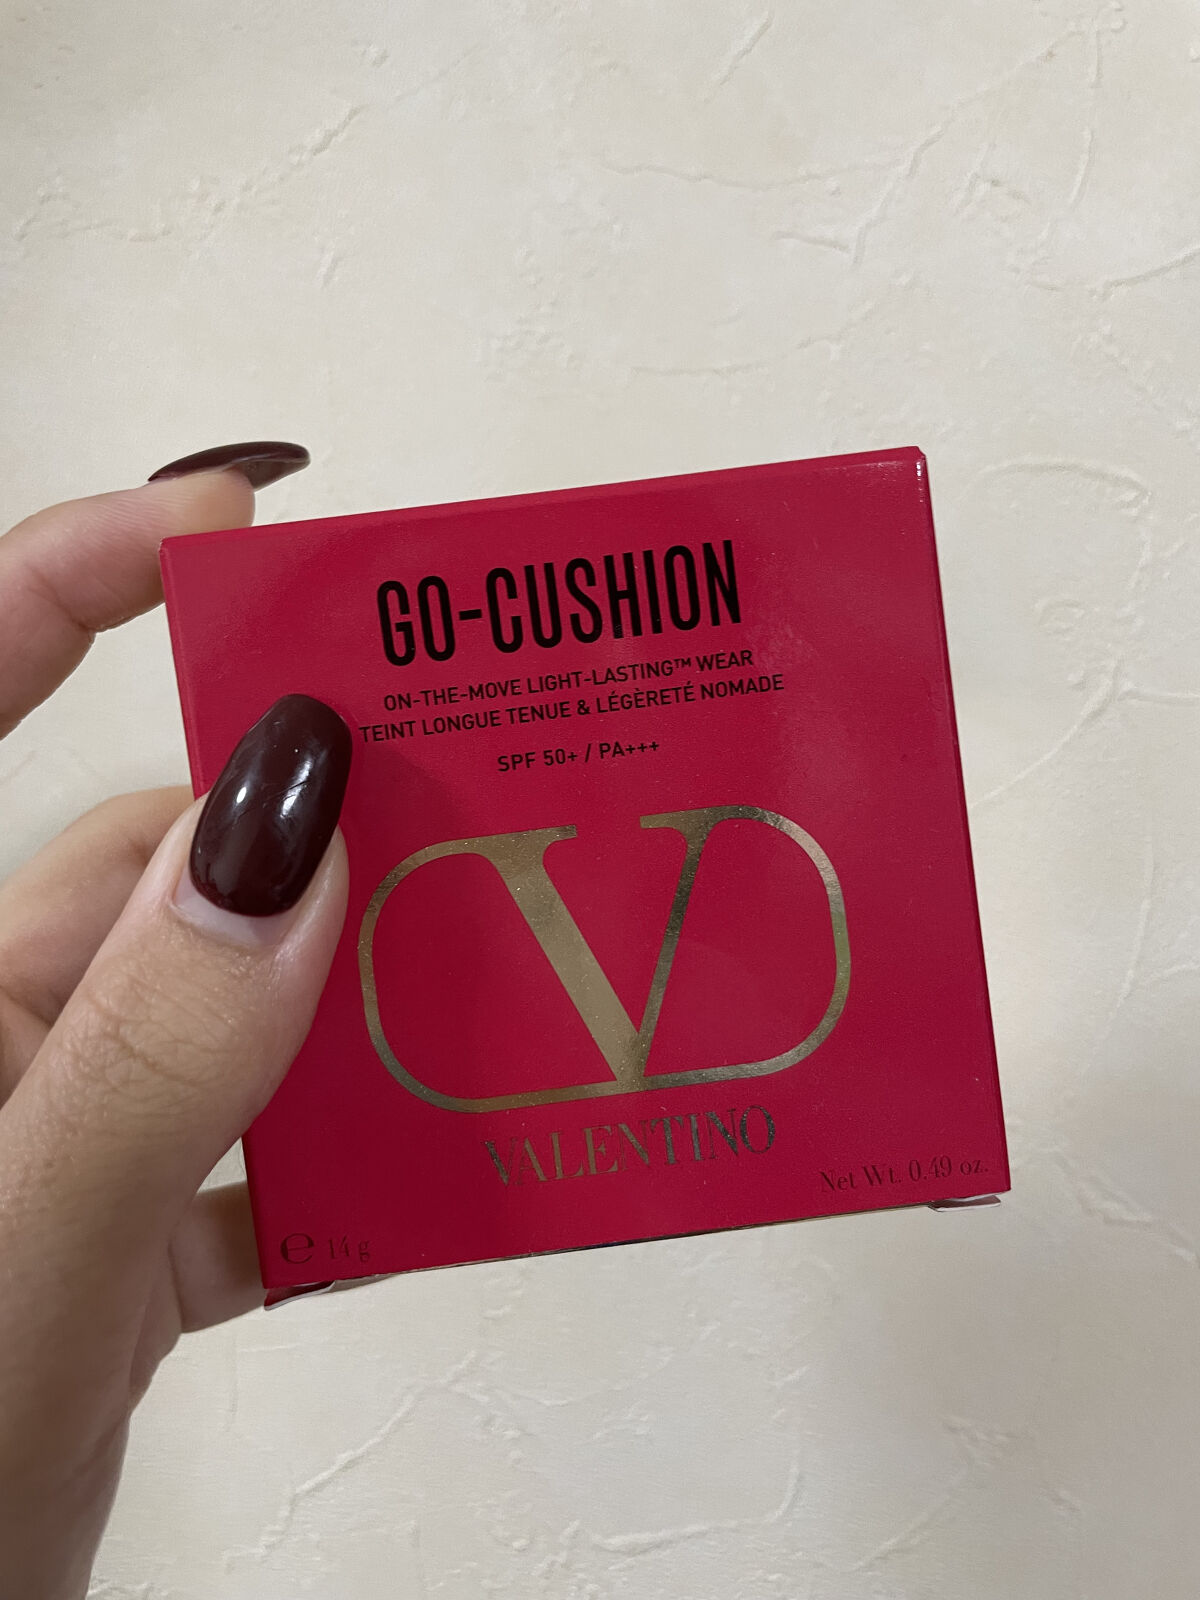 GO-CUSHION
ON-THE-MOVE LIGHT-LASTING™ WEAR
TEINT LONGUE TENUE & LÉGÈRETÉ NOMADE
SPF 50+ / PA+++
V
VALENTINO
Net Wt. 0.49 oz.
℮ 14 g